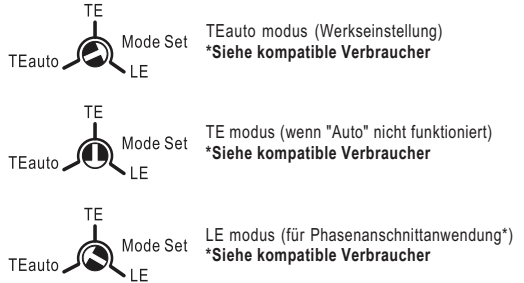 TE
Mode Set
TEauto
LE
TEauto modus (Werkseinstellung)
*Siehe kompatible Verbraucher
TE
Mode Set
TEauto
LE
TE modus (wenn "Auto" nicht funktioniert)
*Siehe kompatible Verbraucher
TE
Mode Set
TEauto
LE
LE modus (für Phasenanschnittanwendung*)
*Siehe kompatible Verbraucher